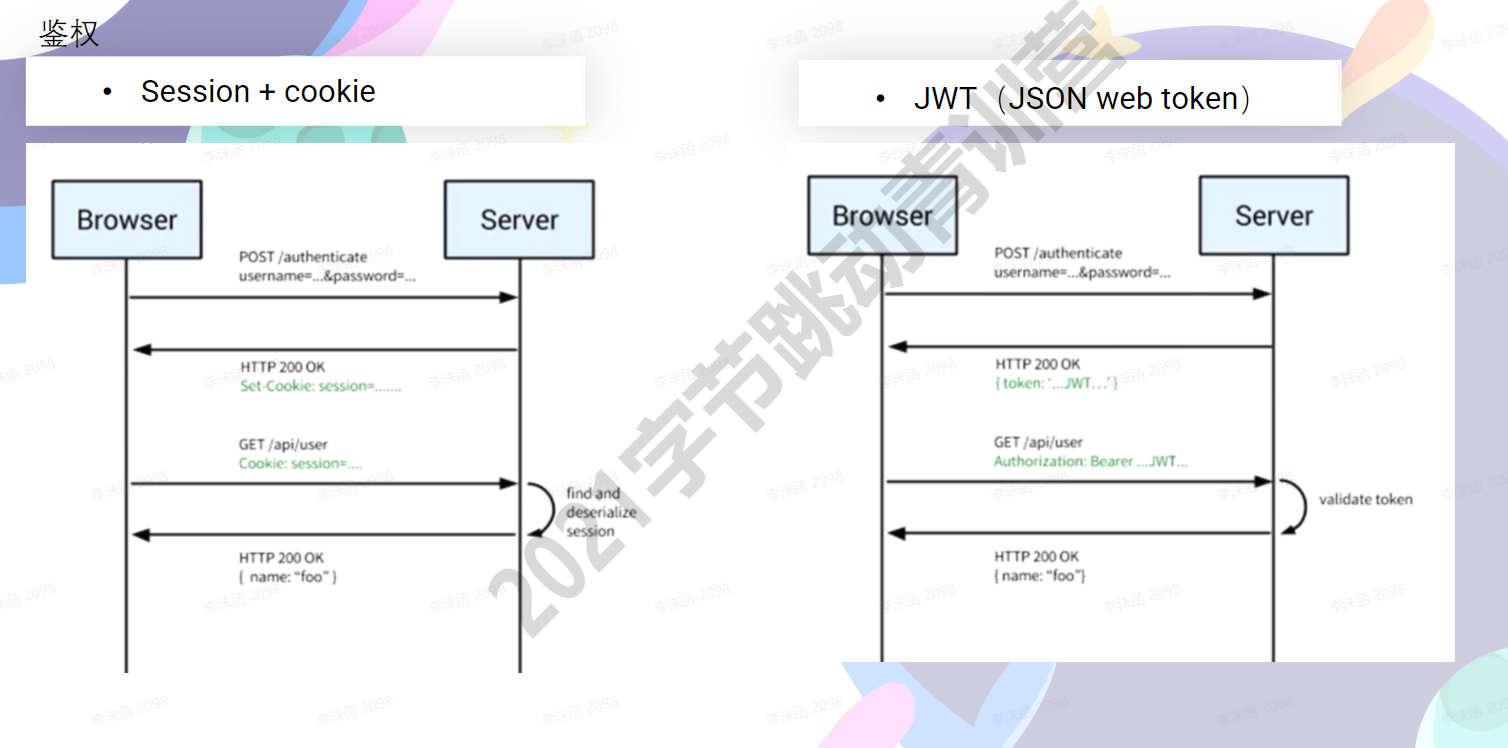 鉴权
• Session + cookie
Browser
Server
POST /authenticate
username=...&password=...
HTTP 200 OK
Set-Cookie: session=.......
GET /api/user
Cookie: session=....
find and
deserialize
session
HTTP 200 OK
{ name: “foo” }
• JWT（JSON web token）
Browser
Server
POST /authenticate
username=...&password=...
HTTP 200 OK
{ token: ‘...JWT...’ }
GET /api/user
Authorization: Bearer ...JWT...
validate token
HTTP 200 OK
{ name: “foo”}
2021字节跳动青训营
李沫函 2098